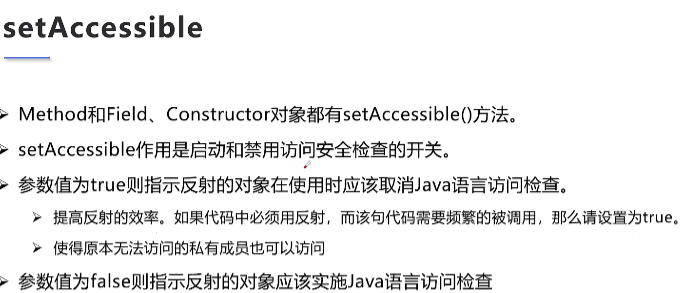 setAccessible
Method和Field、Constructor对象都有setAccessible()方法。
setAccessible作用是启动和禁用访问安全检查的开关。
参数值为true则指示反射的对象在使用时应该取消Java语言访问检查。
提高反射的效率。如果代码中必须用反射，而该句代码需要频繁的被调用，那么请设置为true。
使得原本无法访问的私有成员也可以访问
参数值为false则指示反射的对象应该实施Java语言访问检查